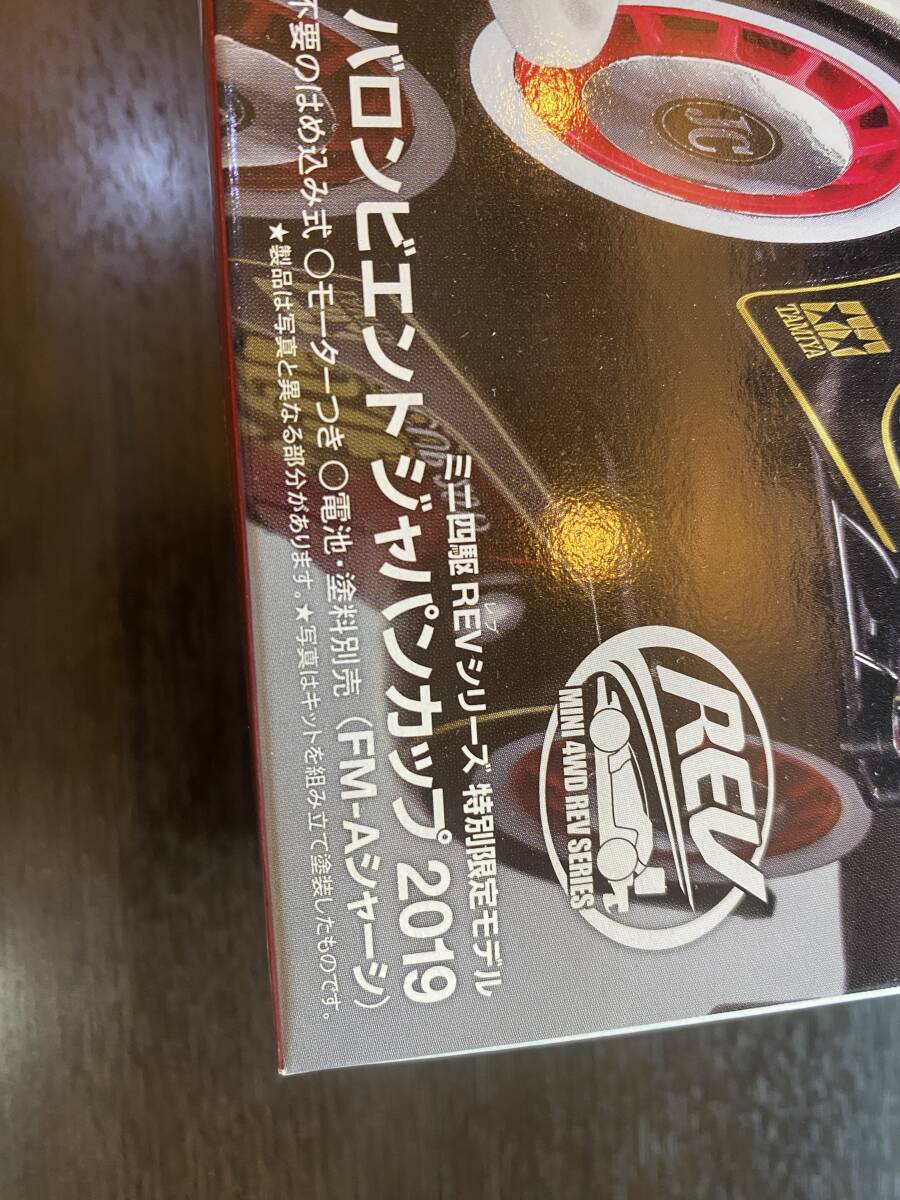 JC
TAMIYA
REV
MINI 4WD REV SERIES
ミニ四駆 REVシリーズ 特別限定モデル
レブ
バロンビエント ジャパンカップ 2019
不要のはめ込み式 ○モーターつき ○電池・塗料別売 (FM-Aシャーシ)
★製品は写真と異なる部分があります。★写真はキットを組み立て塗装したものです。